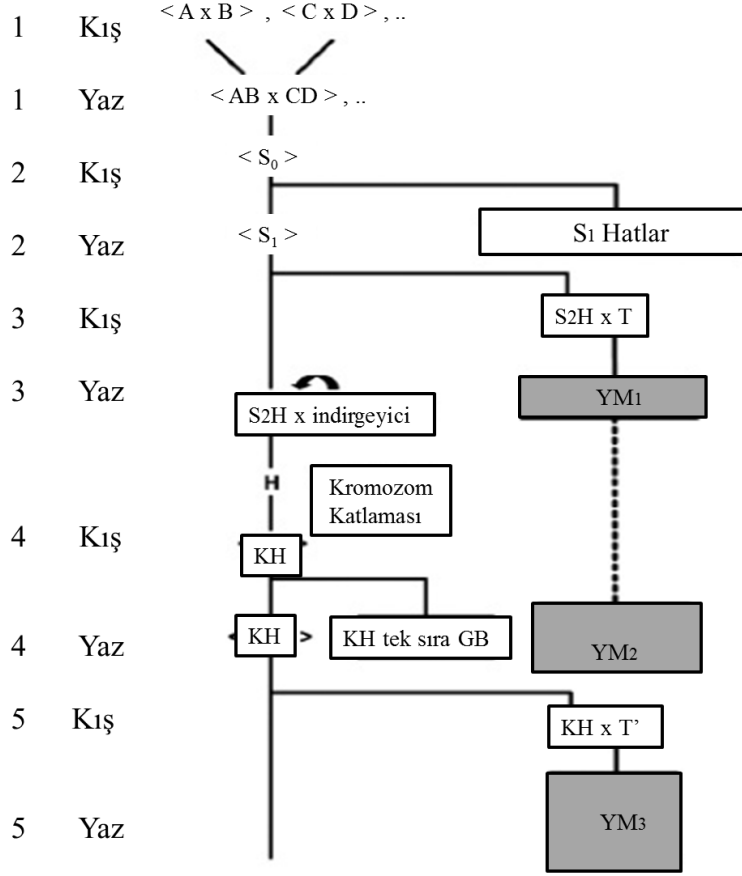 1 Kış < A x B > , < C x D > , ..
1 Yaz < AB x CD > , ..
2 Kış < S₀ >
2 Yaz < S₁ > S1 Hatlar
3 Kış S2H x T
3 Yaz YM1
S2H x indirgeyici
H Kromozom
Katlaması
4 Kış KH
4 Yaz < KH > KH tek sıra GB YM2
5 Kış KH x T’
5 Yaz YM3